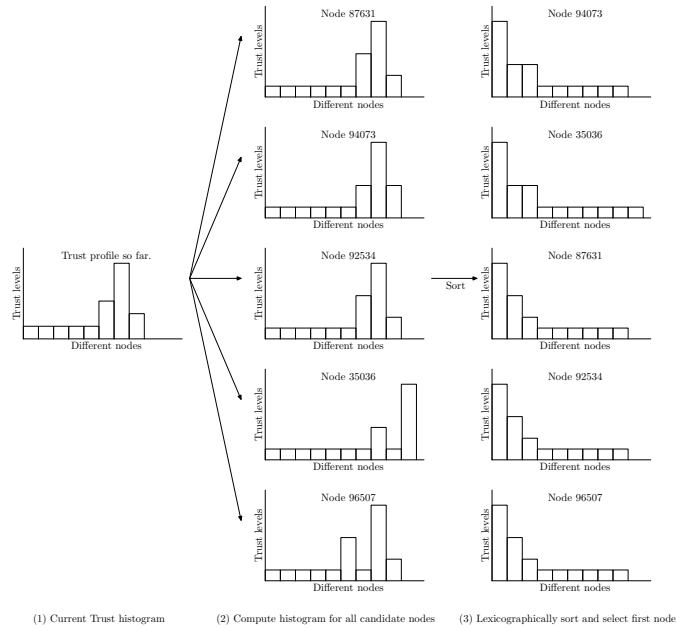 Trust profile so far.
Trust levels
Different nodes
Node 87631
Trust levels
Different nodes
Node 94073
Trust levels
Different nodes
Node 92534
Trust levels
Different nodes
Node 35036
Trust levels
Different nodes
Node 96507
Trust levels
Different nodes
Sort
Node 94073
Trust levels
Different nodes
Node 35036
Trust levels
Different nodes
Node 87631
Trust levels
Different nodes
Node 92534
Trust levels
Different nodes
Node 96507
Trust levels
Different nodes
(1) Current Trust histogram
(2) Compute histogram for all candidate nodes
(3) Lexicographically sort and select first node